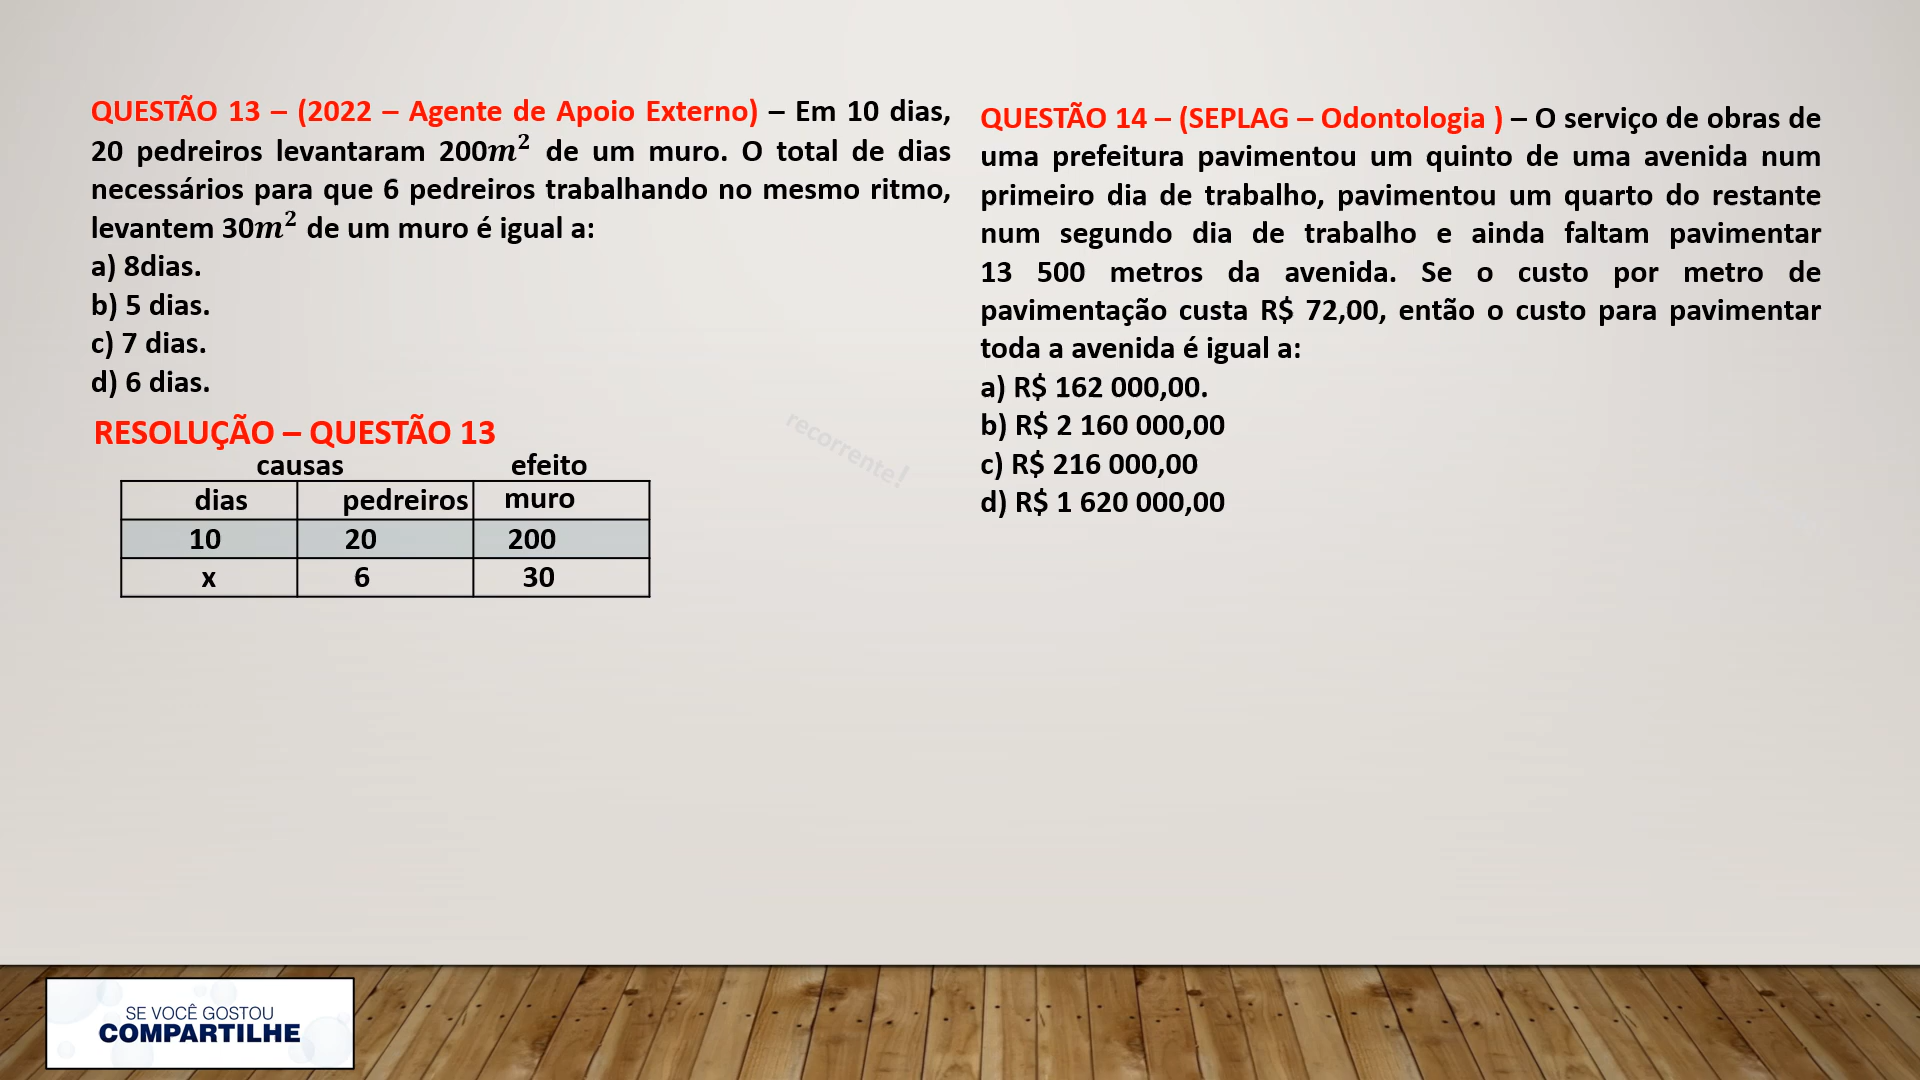 QUESTÃO 13 – (2022 – Agente de Apoio Externo) – Em 10 dias,
20 pedreiros levantaram 200m² de um muro. O total de dias
necessários para que 6 pedreiros trabalhando no mesmo ritmo,
levantem 30m² de um muro é igual a:
a) 8dias.
b) 5 dias.
c) 7 dias.
d) 6 dias.
RESOLUÇÃO – QUESTÃO 13
causas efeito
dias pedreiros muro
10 20 200
x 6 30
recorrente!
QUESTÃO 14 – (SEPLAG – Odontologia ) – O serviço de obras de
uma prefeitura pavimentou um quinto de uma avenida num
primeiro dia de trabalho, pavimentou um quarto do restante
num segundo dia de trabalho e ainda faltam pavimentar
13 500 metros da avenida. Se o custo por metro de
pavimentação custa R$ 72,00, então o custo para pavimentar
toda a avenida é igual a:
a) R$ 162 000,00.
b) R$ 2 160 000,00
c) R$ 216 000,00
d) R$ 1 620 000,00
SE VOCÊ GOSTOU
COMPARTILHE